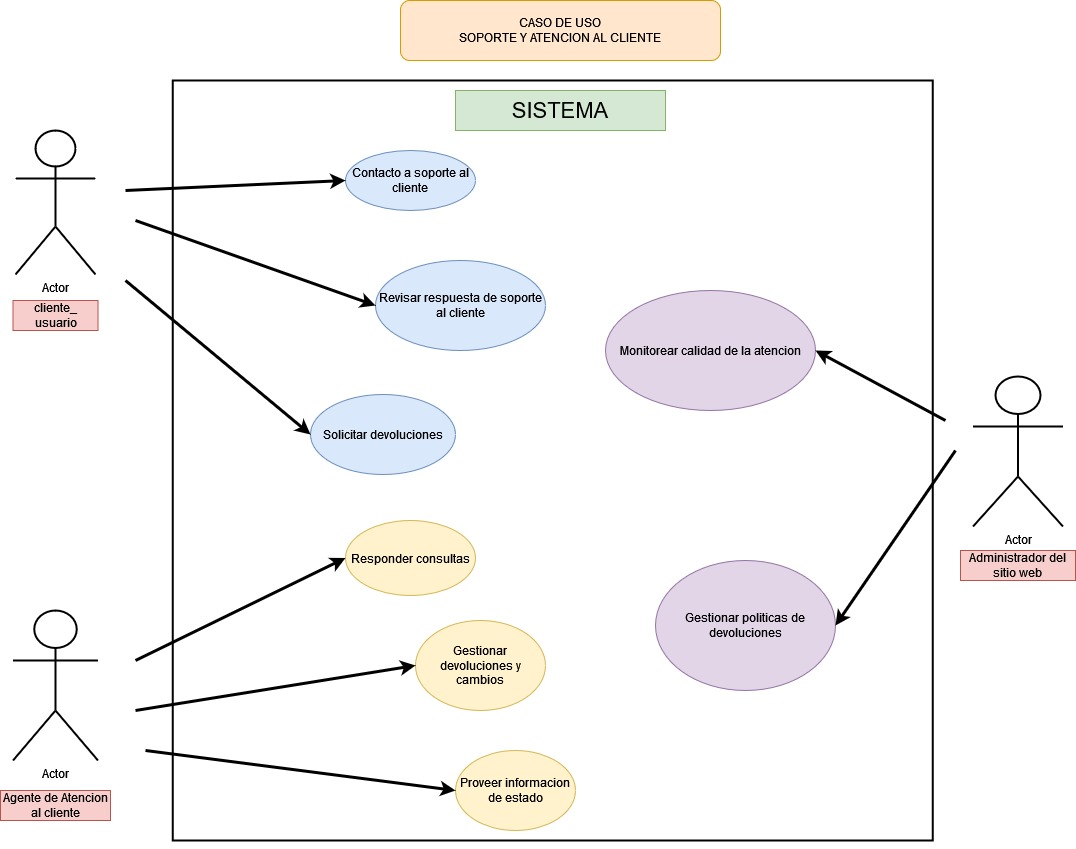 CASO DE USO
SOPORTE Y ATENCION AL CLIENTE
SISTEMA
Contacto a soporte al
cliente
Actor
cliente_
usuario
Revisar respuesta de soporte
al cliente
Monitorear calidad de la atencion
Solicitar devoluciones
Actor
Administrador del
sitio web
Responder consultas
Gestionar politicas de
devoluciones
Gestionar
devoluciones y
cambios
Actor
Agente de Atencion
al cliente
Proveer informacion
de estado